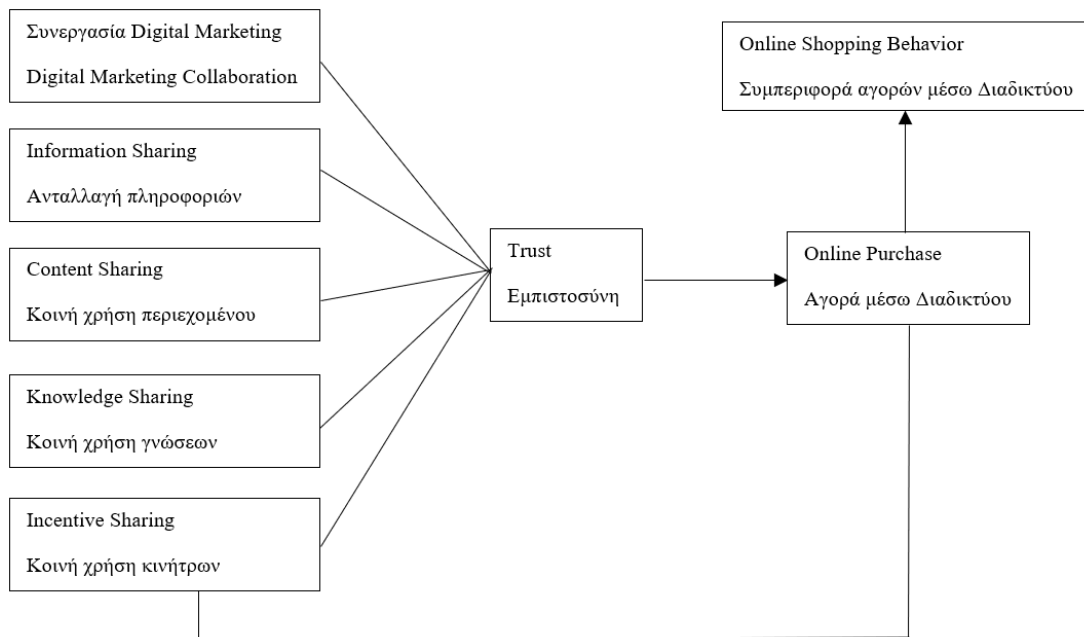 Συνεργασία Digital Marketing
Digital Marketing Collaboration
Information Sharing
Ανταλλαγή πληροφοριών
Content Sharing
Κοινή χρήση περιεχομένου
Knowledge Sharing
Κοινή χρήση γνώσεων
Incentive Sharing
Κοινή χρήση κινήτρων
Trust
Εμπιστοσύνη
Online Shopping Behavior
Συμπεριφορά αγορών μέσω Διαδικτύου
Online Purchase
Αγορά μέσω Διαδικτύου